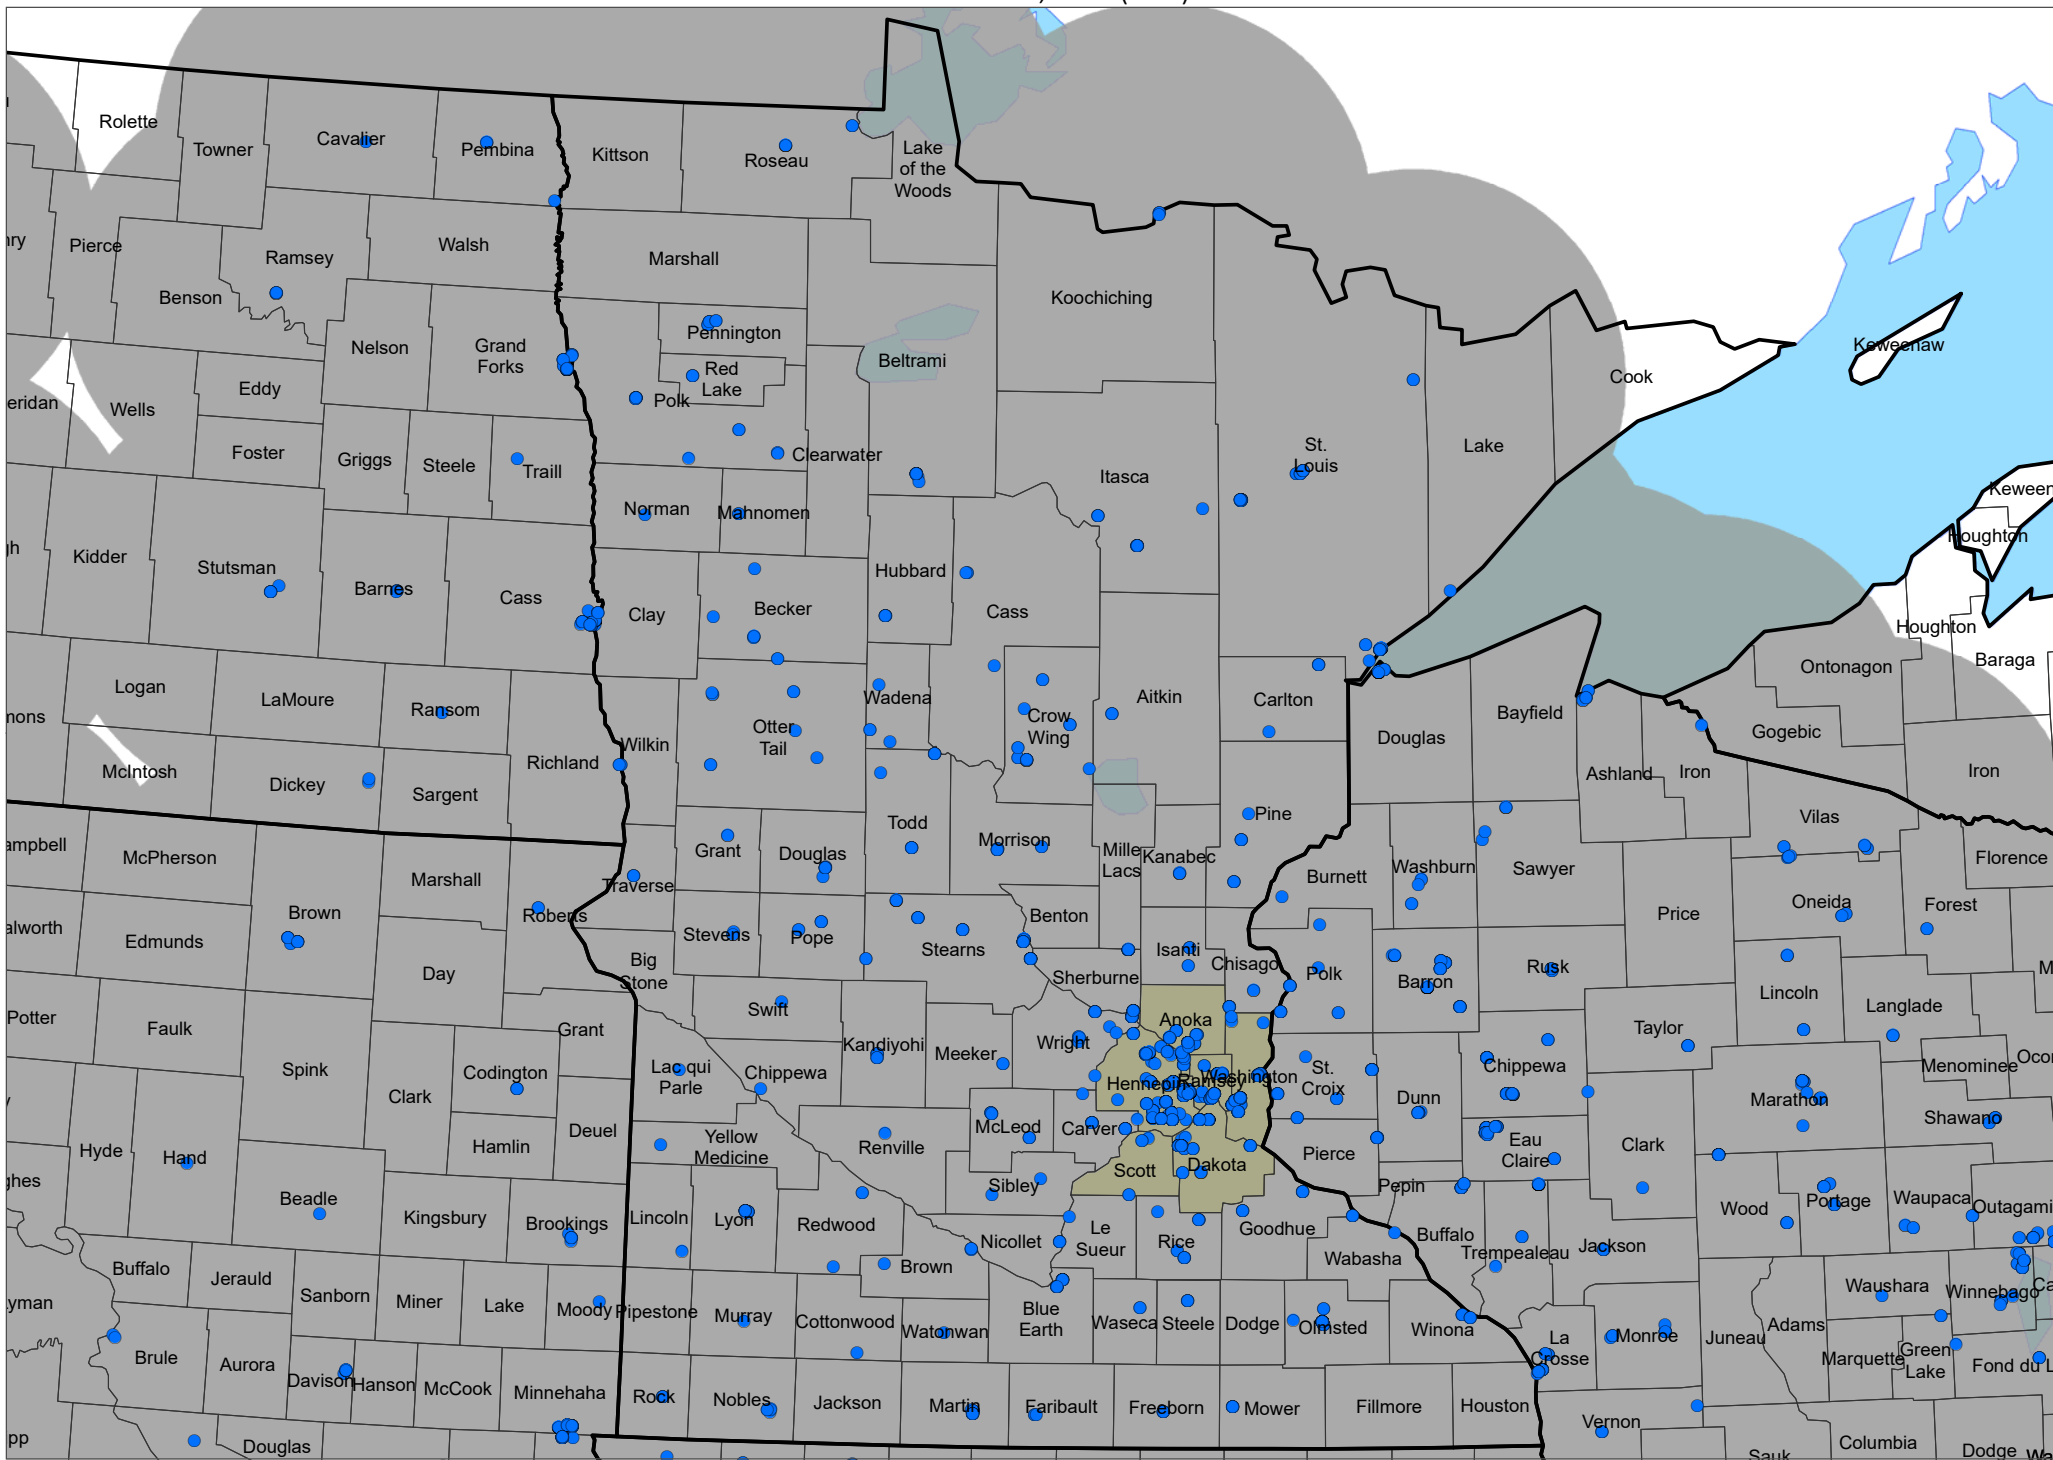 Rolette
Towner
Cavalier
Pembina
Kittson
Roseau
Lake
of the
Woods
Pierce
Benson
Ramsey
Walsh
Marshall
Koochiching
Nelson
Grand
Forks
Pennington
Red
Lake
Polk
Beltrami
Clearwater
Keweenaw
Cook
Lake
St.
Louis
Itasca
eridan
Wells
Eddy
Foster
Griggs
Steele
Traill
Norman
Mahnomen
Keween
Houghton
Kidder
Stutsman
Barnes
Cass
Clay
Becker
Hubbard
Cass
Houghton
Baraga
Ontonagon
Gogebic
Iron
mons
Logan
LaMoure
Ransom
Richland
Wilkin
Otter
Tail
Wadena
Crow
Wing
Aitkin
Carlton
Douglas
Bayfield
Ashland
Iron
McIntosh
Dickey
Sargent
Pine
Vilas
Florence
ampbell
McPherson
Marshall
Roberts
Traverse
Grant
Douglas
Todd
Morrison
Mille
Lacs
Kanabec
Burnett
Washburn
Sawyer
Price
Oneida
Forest
alworth
Edmunds
Brown
Day
Big
Stone
Stevens
Pope
Stearns
Benton
Sherburne
Isanti
Chisago
Polk
Barron
Rusk
Lincoln
Langlade
Potter
Faulk
Spink
Grant
Codington
Clark
Hamlin
Deuel
Swift
Lac qui
Parle
Chippewa
Kandiyohi
Meeker
Wright
Anoka
Hennepin
Ramsey
Washington
St.
Croix
Dunn
Chippewa
Taylor
Menominee
Ocon
Marathon
Shawano
Hyde
Hand
Beadle
Yellow
Medicine
Renville
McLeod
Carver
Scott
Dakota
Pierce
Eau
Claire
Clark
ghes
Kingsbury
Brookings
Lincoln
Lyon
Redwood
Sibley
Nicollet
Le
Sueur
Rice
Goodhue
Pepin
Wabasha
Buffalo
Trempealeau
Jackson
Wood
Portage
Waupaca
Outagami
Buffalo
Jerauld
Sanborn
Miner
Lake
Moody
Pipestone
Murray
Cottonwood
Brown
Watonwan
Blue
Earth
Waseca
Steele
Dodge
Olmsted
Winona
La
Crosse
Monroe
Juneau
Adams
Waushara
Winnebago
Marquette
Green
Lake
Fond du L
yman
Brule
Aurora
Davison
Hanson
McCook
Minnehaha
Rock
Nobles
Jackson
Martin
Faribault
Freeborn
Mower
Fillmore
Houston
Vernon
Douglas
Sauk
Columbia
Dodge